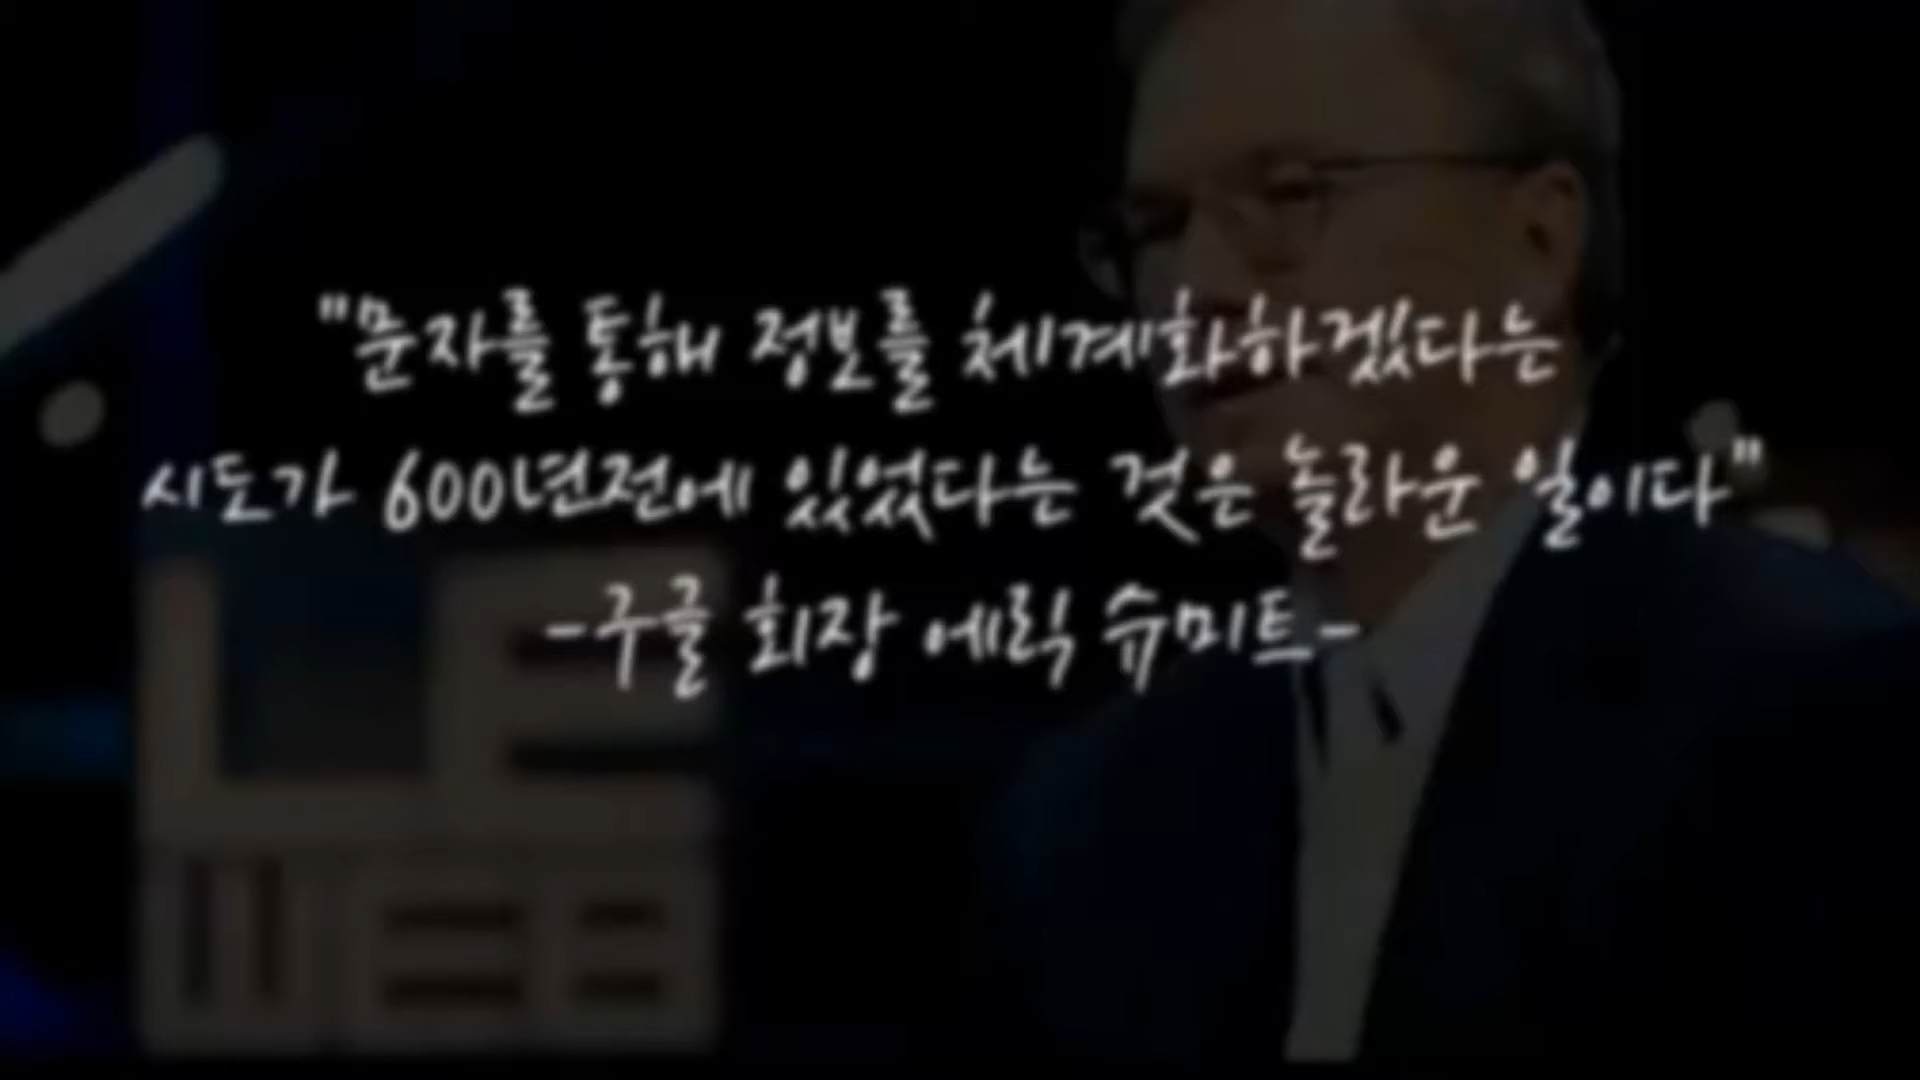 "문자를 통해 정보를 체계화하겠다는
시도가 600년전에 있었다는 것은 놀라운 일이다"
-구글 회장 에릭 슈미트-